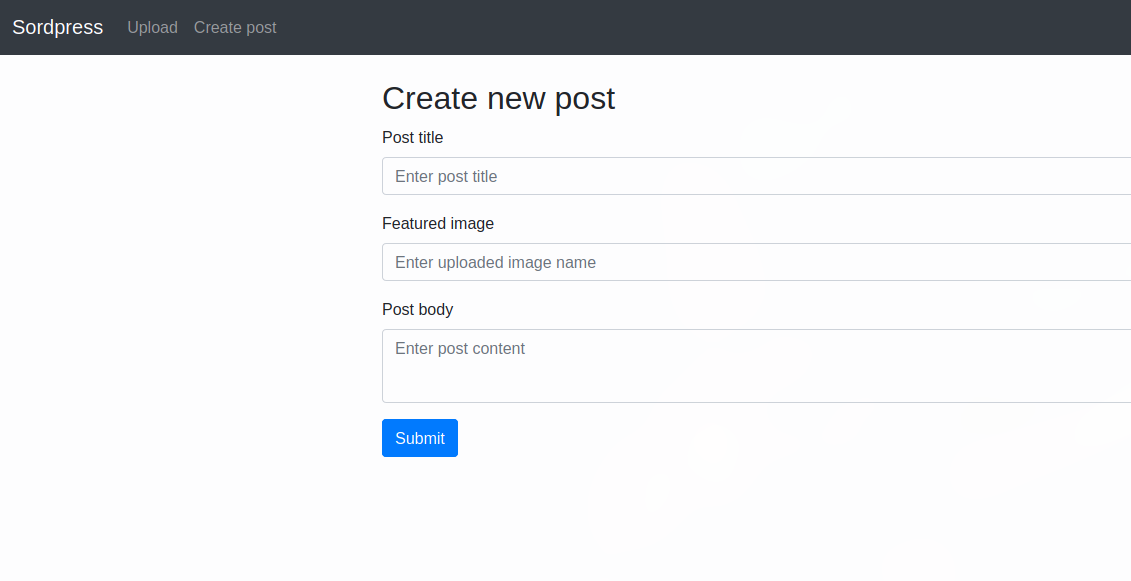 Sordpress Upload Create post
Create new post
Post title
Enter post title
Featured image
Enter uploaded image name
Post body
Enter post content
Submit